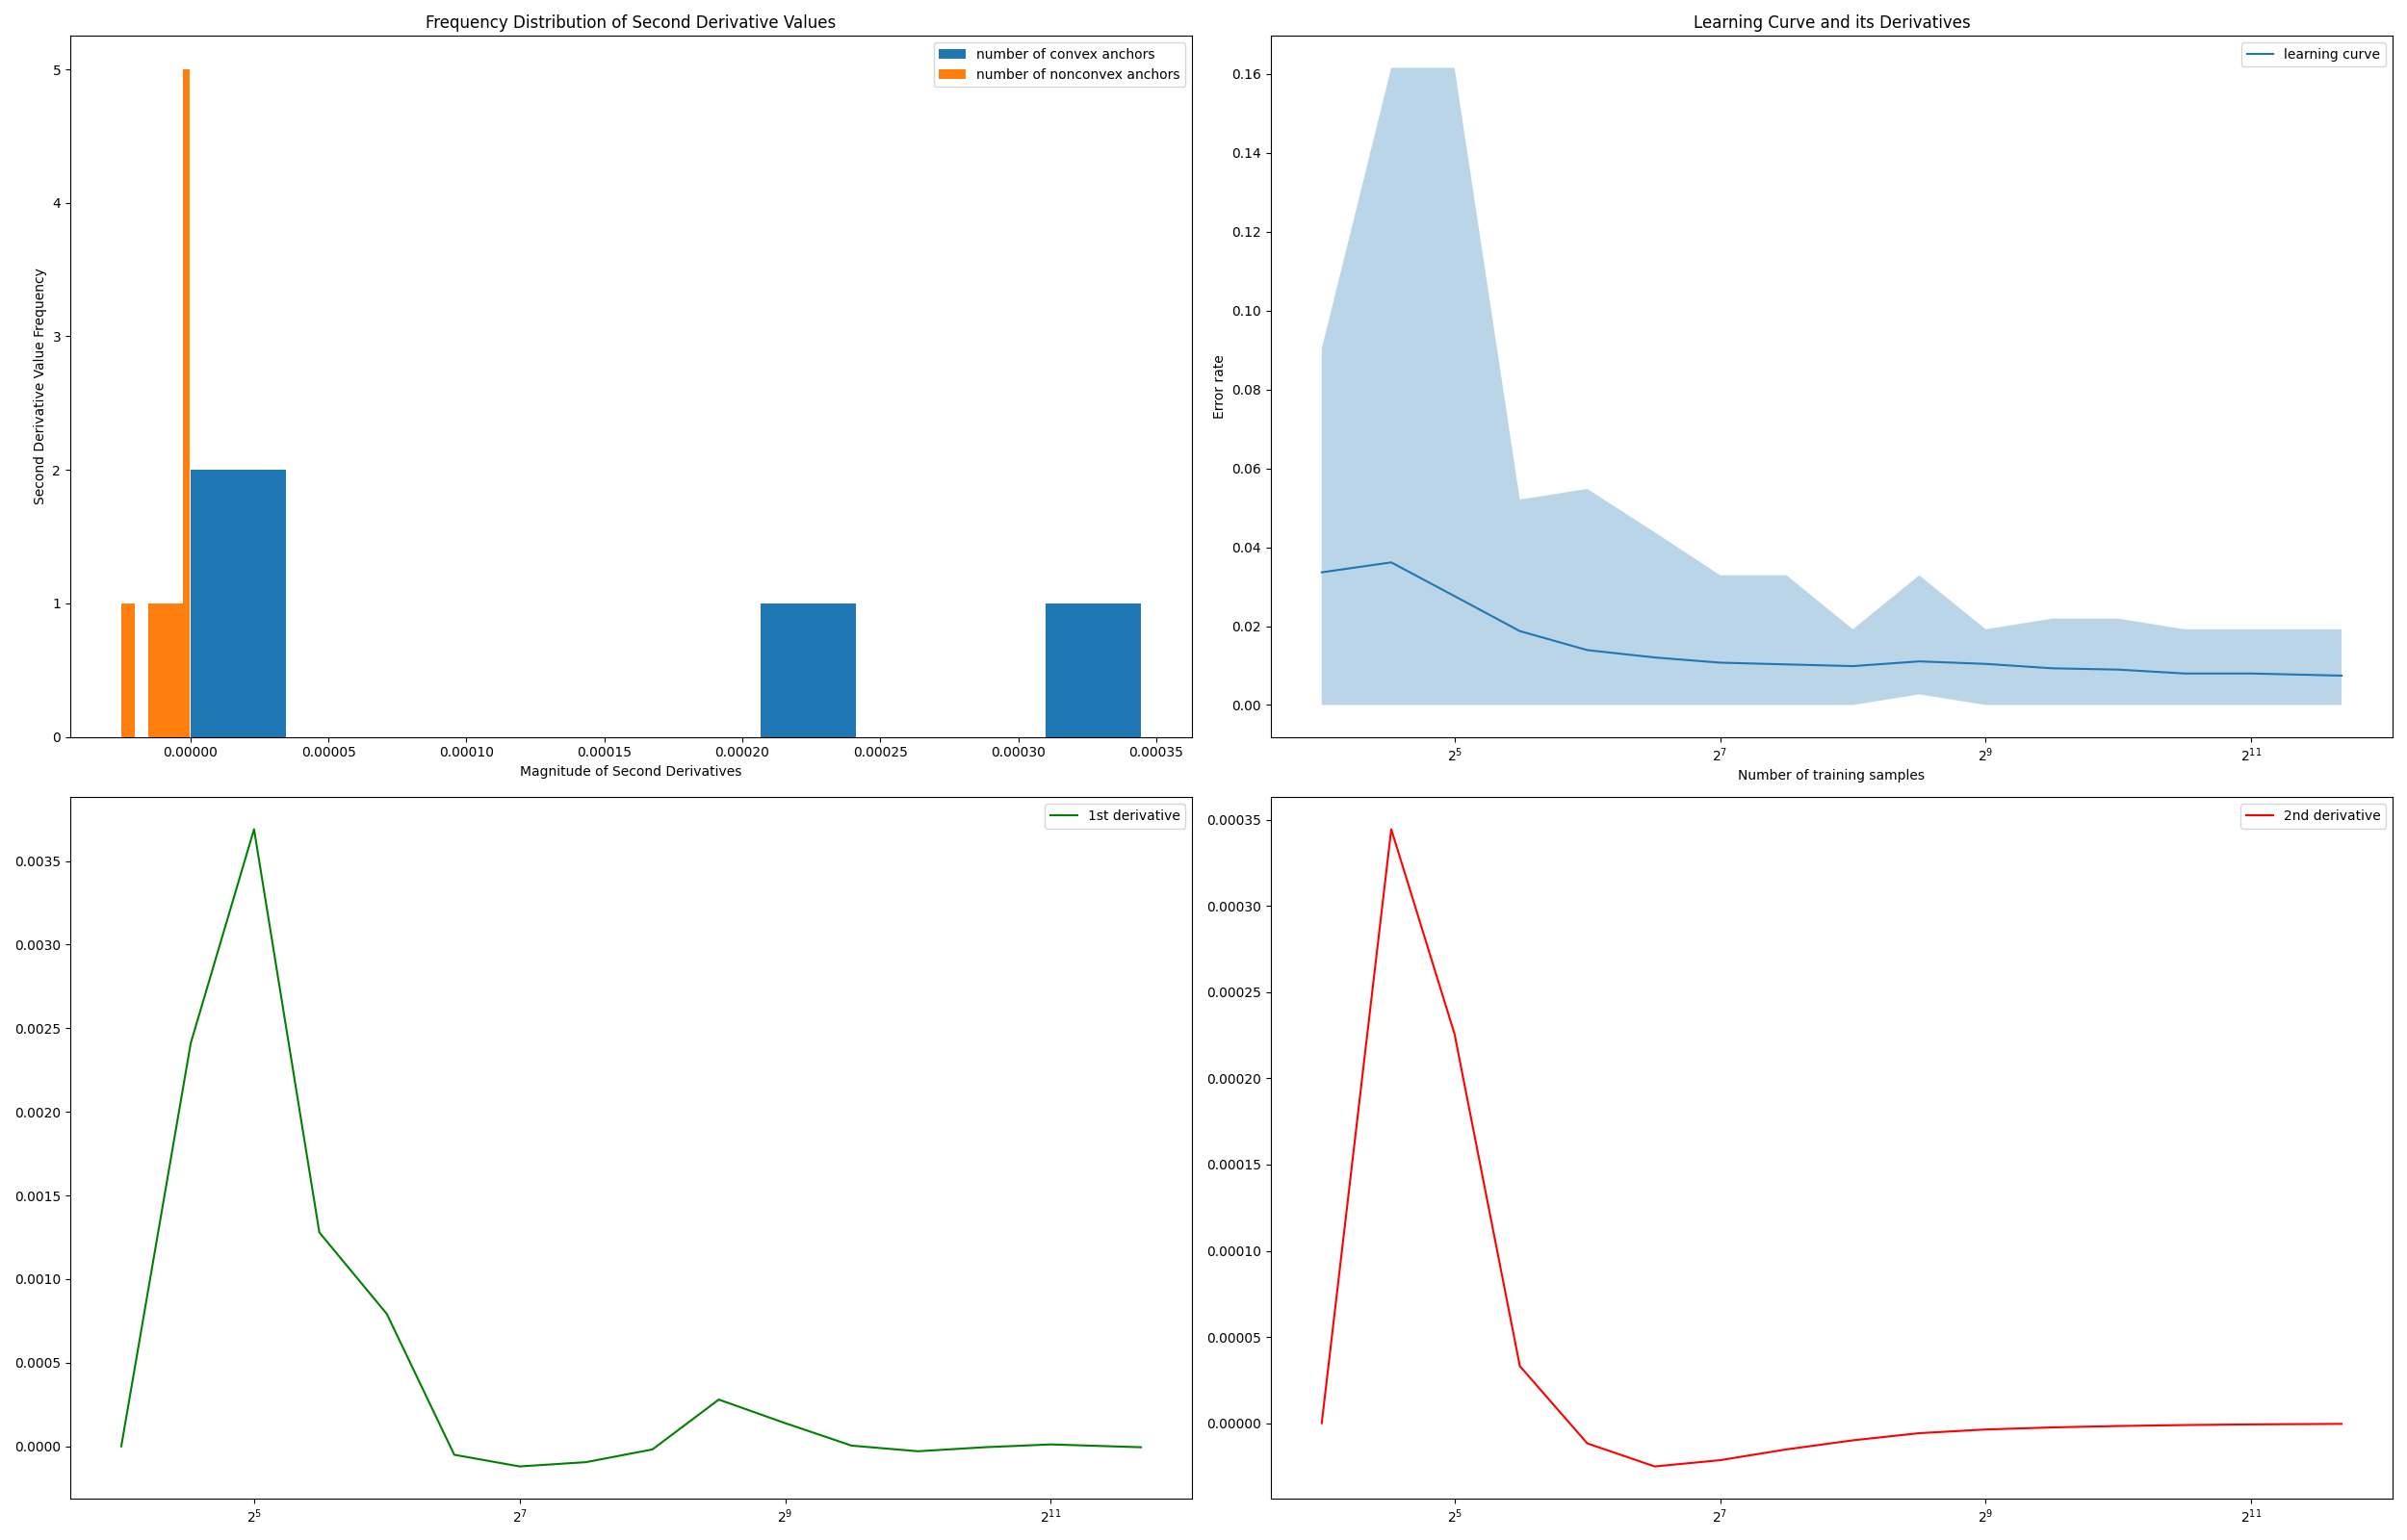 Frequency Distribution of Second Derivative Values
number of convex anchors
number of nonconvex anchors
Second Derivative Value Frequency
5
4
3
2
1
0
0.00000 0.00005 0.00010 0.00015 0.00020 0.00025 0.00030 0.00035
Magnitude of Second Derivatives
Learning Curve and its Derivatives
learning curve
Error rate
0.16
0.14
0.12
0.10
0.08
0.06
0.04
0.02
0.00
2⁵ 2⁷ 2⁹ 2¹¹
Number of training samples
1st derivative
0.0035
0.0030
0.0025
0.0020
0.0015
0.0010
0.0005
0.0000
2⁵ 2⁷ 2⁹ 2¹¹
2nd derivative
0.00035
0.00030
0.00025
0.00020
0.00015
0.00010
0.00005
0.00000
2⁵ 2⁷ 2⁹ 2¹¹